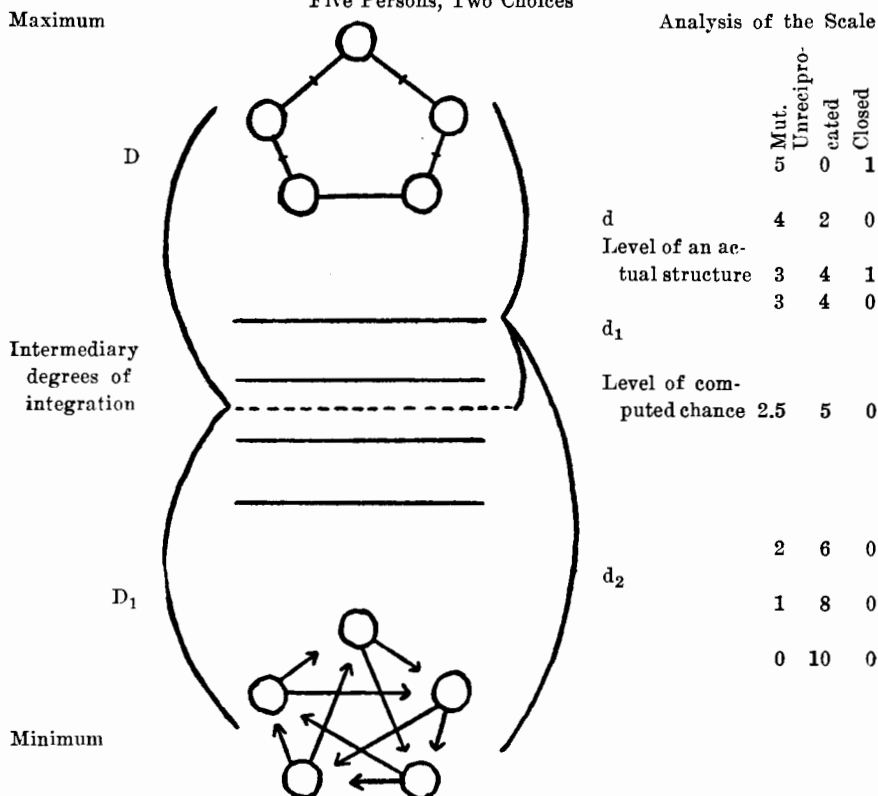 Five Persons, Two Choices
Maximum
Analysis of the Scale
Mut.
Unrecipro-
cated
Closed
D
5 0 1
d 4 2 0
Level of an ac-
tual structure 3 4 1
3 4 0
d1
Intermediary
degrees of
integration
Level of com-
puted chance 2.5 5 0
2 6 0
d2
D1
1 8 0
0 10 0
Minimum